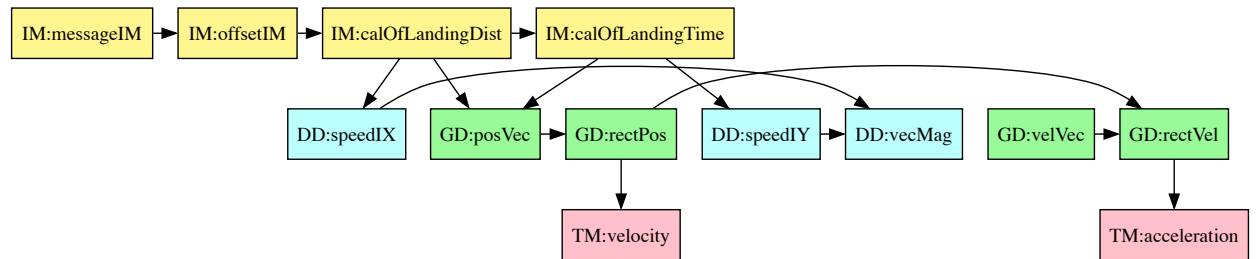 IM:messageIM
IM:offsetIM
IM:calOfLandingDist
IM:calOfLandingTime
DD:speedIX
GD:posVec
GD:rectPos
DD:speedIY
DD:vecMag
GD:velVec
GD:rectVel
TM:velocity
TM:acceleration